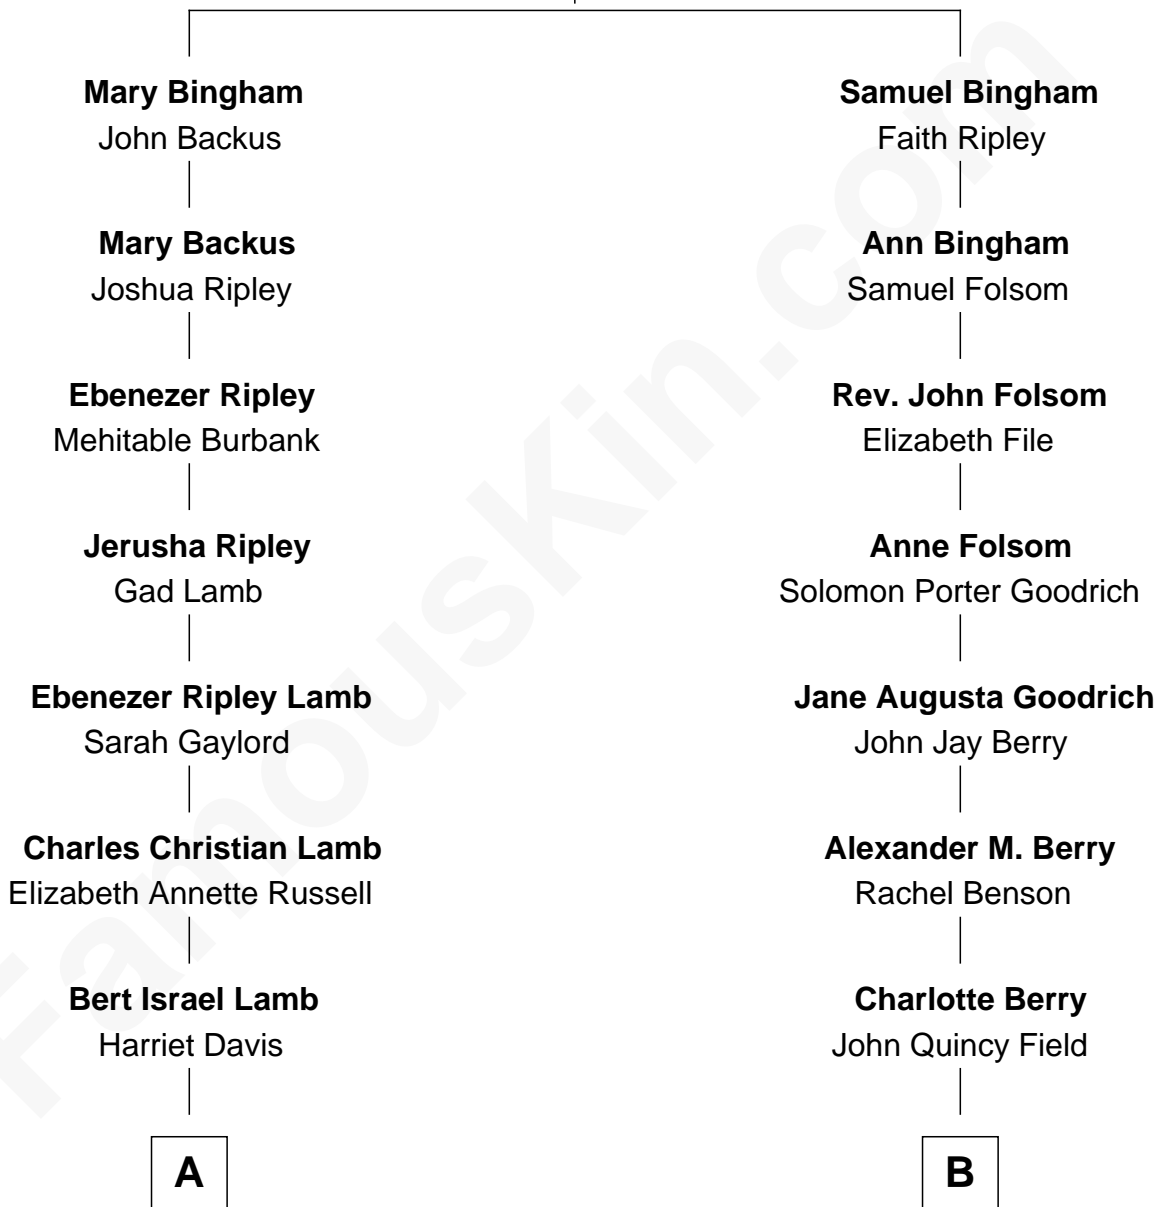 Mary Bingham
John Backus
Mary Backus
Joshua Ripley
Ebenezer Ripley
Mehitable Burbank
Jerusha Ripley
Gad Lamb
Ebenezer Ripley Lamb
Sarah Gaylord
Charles Christian Lamb
Elizabeth Annette Russell
Bert Israel Lamb
Harriet Davis
A
Samuel Bingham
Faith Ripley
Ann Bingham
Samuel Folsom
Rev. John Folsom
Elizabeth File
Anne Folsom
Solomon Porter Goodrich
Jane Augusta Goodrich
John Jay Berry
Alexander M. Berry
Rachel Benson
Charlotte Berry
John Quincy Field
B
FamousKin.com